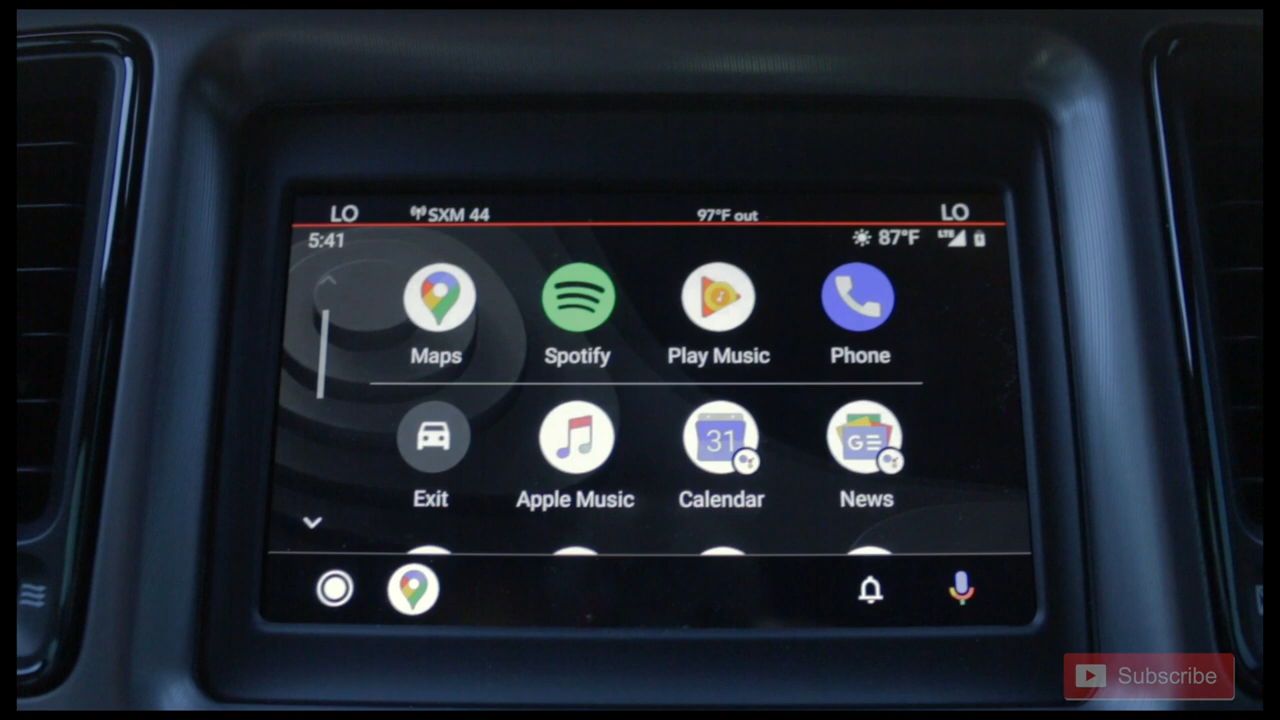 LO SXM 44 97°F out LO
5:41 87°F LTE
Maps Spotify Play Music Phone
31 G
Exit Apple Music Calendar News
Subscribe